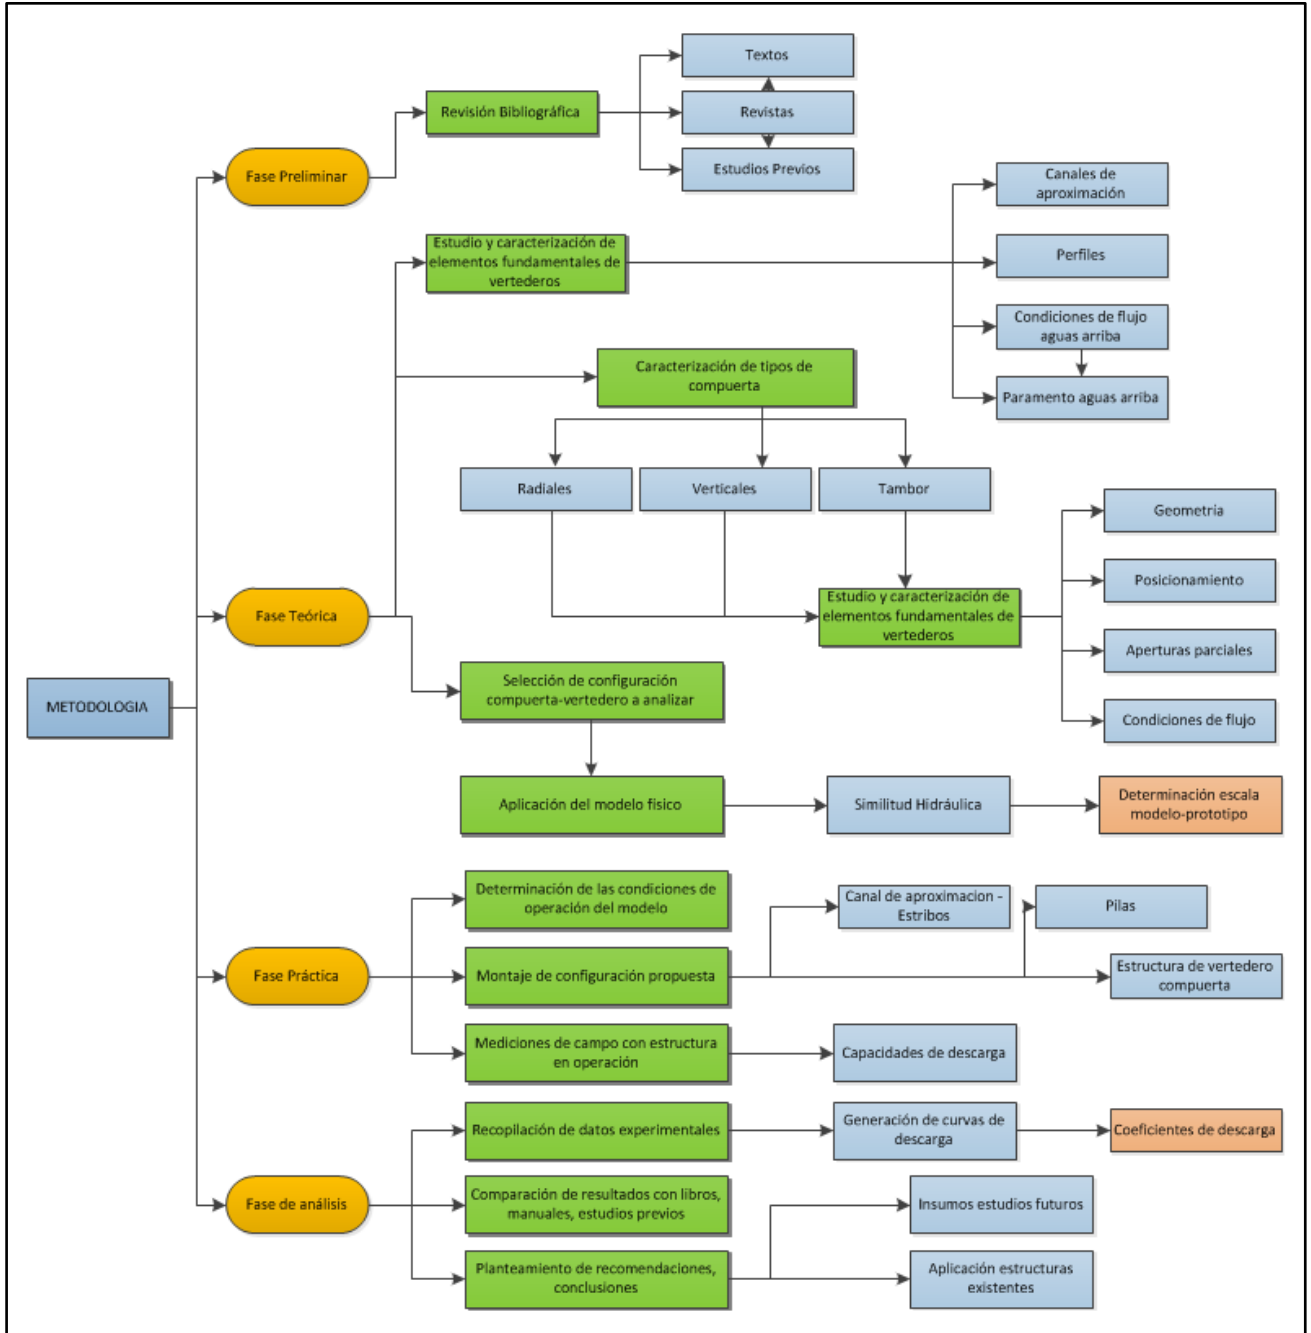 Textos
Revisión Bibliográfica
Revistas
Fase Preliminar
Estudios Previos
Canales de
aproximación
Estudio y caracterización de
elementos fundamentales de
vertederos
Perfiles
Condiciones de flujo
aguas arriba
Caracterización de tipos de
compuerta
Paramento aguas arriba
Radiales
Verticales
Tambor
Geometría
Posicionamiento
Fase Teórica
Estudio y caracterización de
elementos fundamentales de
vertederos
Aperturas parciales
Selección de configuración
compuerta-vertedero a analizar
METODOLOGIA
Condiciones de flujo
Aplicación del modelo físico
Similitud Hidráulica
Determinación escala
modelo-prototipo
Determinación de las condiciones de
operación del modelo
Canal de aproximacion -
Estribos
Pilas
Fase Práctica
Montaje de configuración propuesta
Estructura de vertedero
compuerta
Mediciones de campo con estructura
en operación
Capacidades de descarga
Recopilación de datos experimentales
Generación de curvas de
descarga
Coeficientes de descarga
Fase de análisis
Comparación de resultados con libros,
manuales, estudios previos
Insumos estudios futuros
Planteamiento de recomendaciones,
conclusiones
Aplicación estructuras
existentes